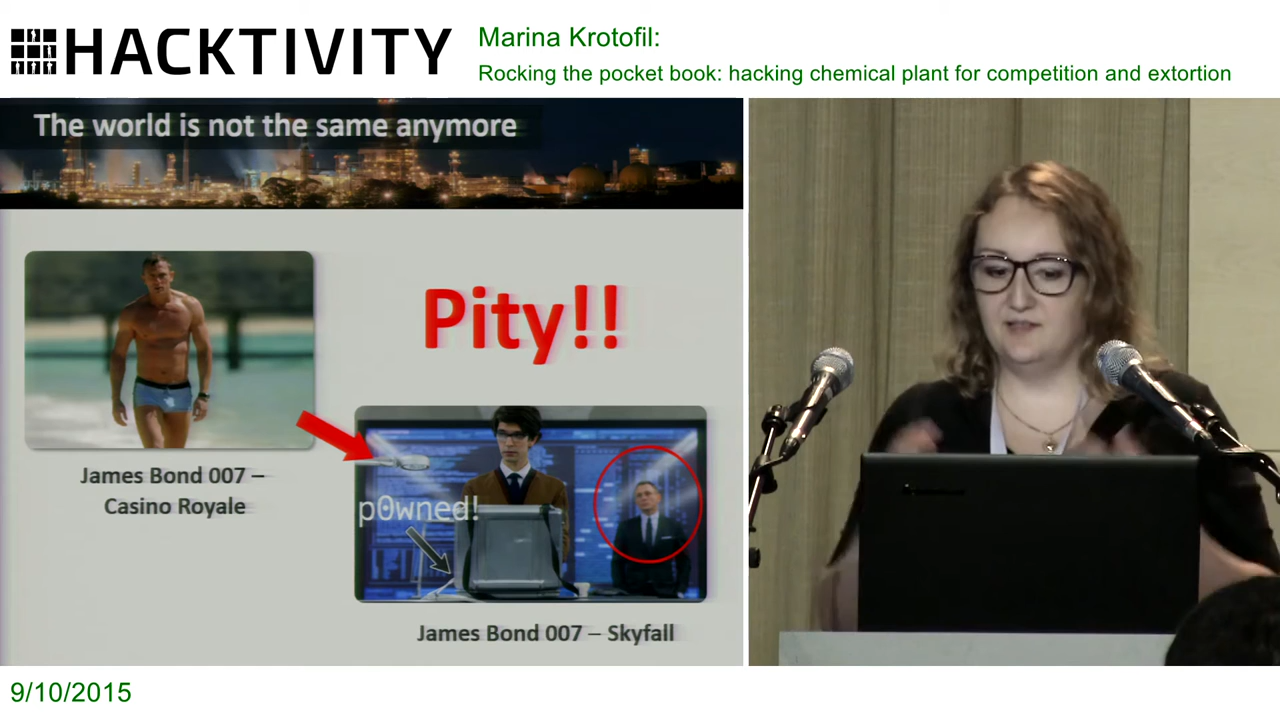 HACKTIVITY
Marina Krotofil:
Rocking the pocket book: hacking chemical plant for competition and extortion
The world is not the same anymore
Pity!!
James Bond 007 –
Casino Royale
p0wned!
James Bond 007 – Skyfall
9/10/2015